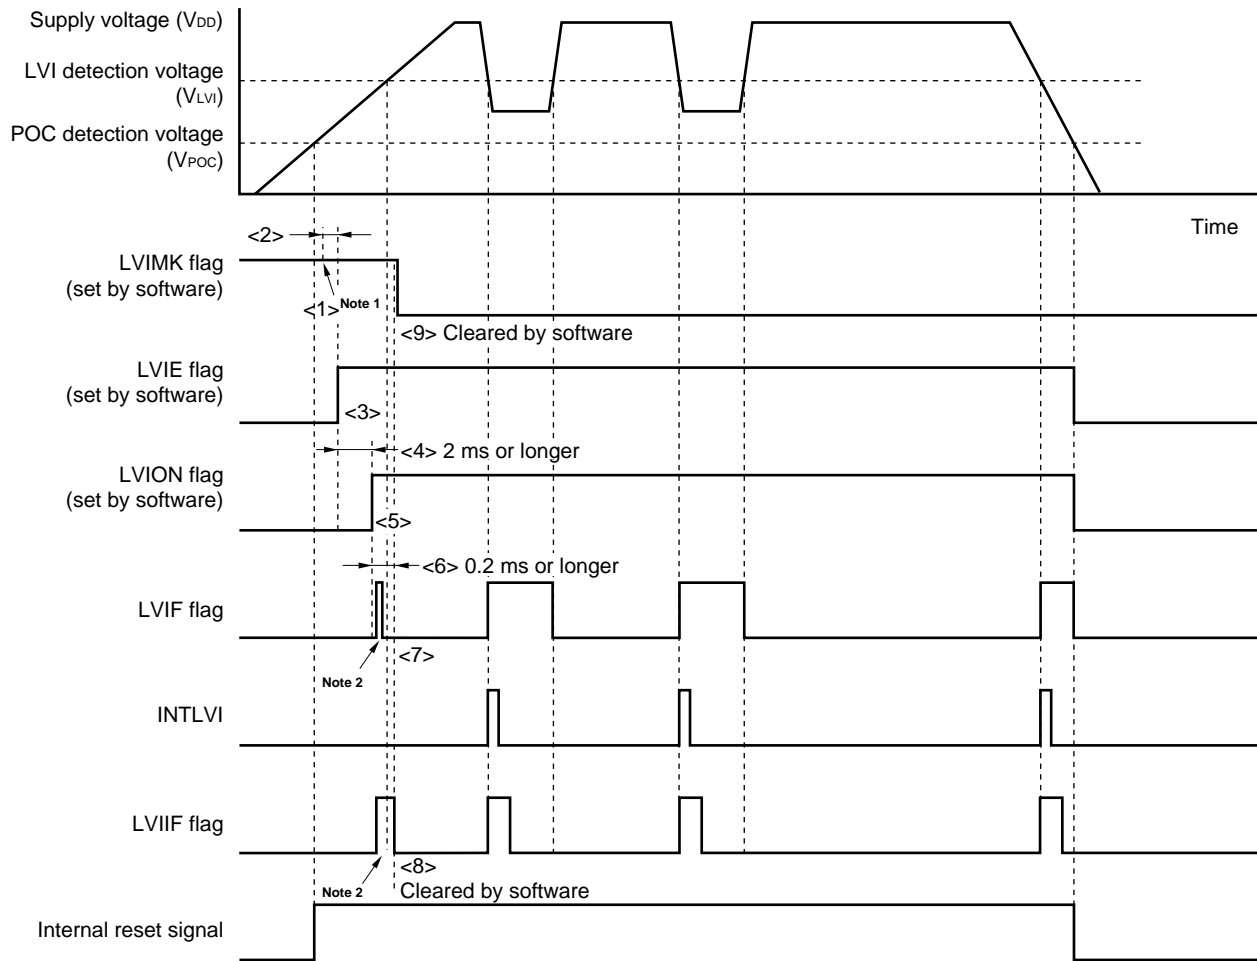 Supply voltage (VDD)
LVI detection voltage
(VLVI)
POC detection voltage
(VPOC)
Time
<2>
LVIMK flag
(set by software)
<1>
Note 1
<9> Cleared by software
LVIE flag
(set by software)
<3>
<4> 2 ms or longer
LVION flag
(set by software)
<5>
<6> 0.2 ms or longer
LVIF flag
<7>
Note 2
INTLVI
LVIIF flag
<8>
Note 2
Cleared by software
Internal reset signal